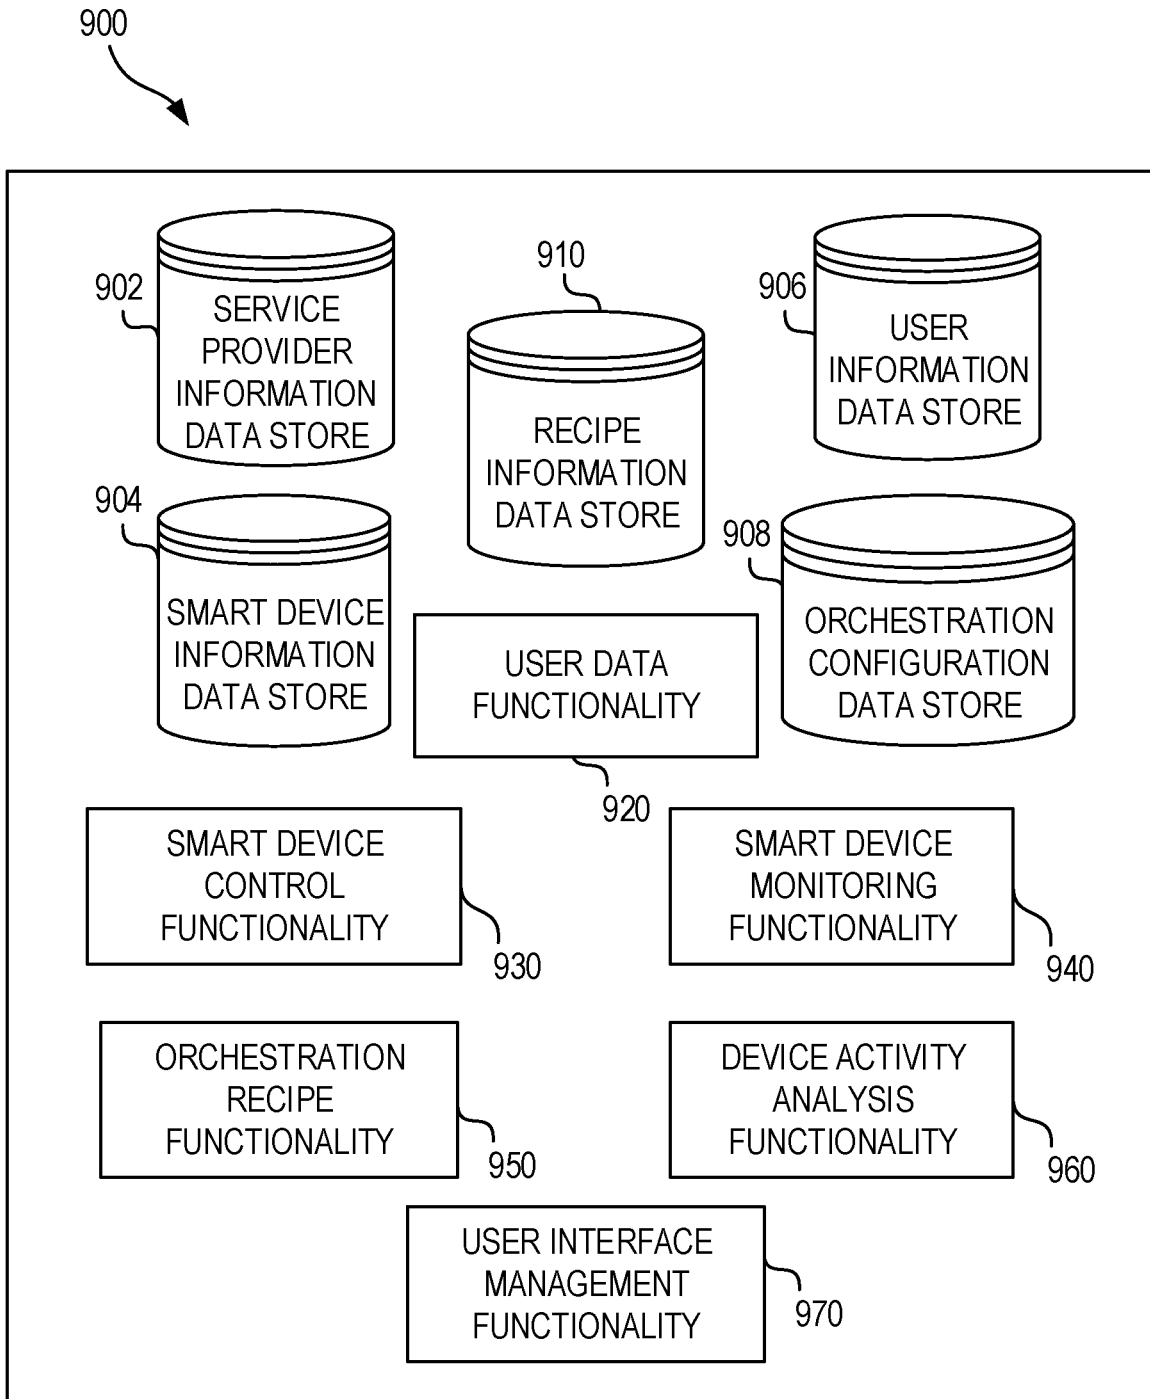 900
902
SERVICE
PROVIDER
INFORMATION
DATA STORE
910
RECIPE
INFORMATION
DATA STORE
906
USER
INFORMATION
DATA STORE
904
SMART DEVICE
INFORMATION
DATA STORE
908
ORCHESTRATION
CONFIGURATION
DATA STORE
USER DATA
FUNCTIONALITY
920
SMART DEVICE
CONTROL
FUNCTIONALITY
930
SMART DEVICE
MONITORING
FUNCTIONALITY
940
ORCHESTRATION
RECIPE
FUNCTIONALITY
950
DEVICE ACTIVITY
ANALYSIS
FUNCTIONALITY
960
USER INTERFACE
MANAGEMENT
FUNCTIONALITY
970